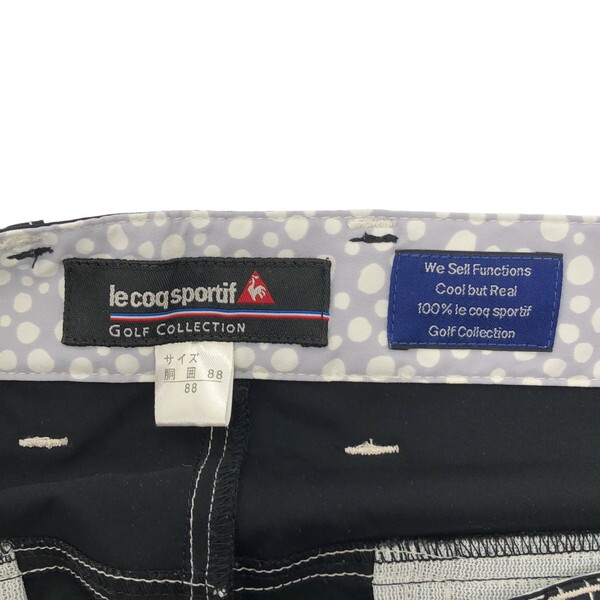 le coq sportif
GOLF COLLECTION
サイズ
胴 囲 88
88
We Sell Functions
Cool but Real
100% le coq sportif
Golf Collection